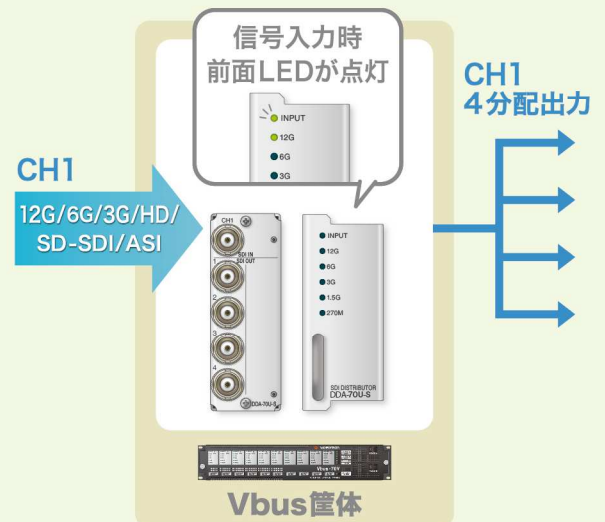 信号入力時
前面LEDが点灯
INPUT
12G
6G
3G
CH1
4分配出力
CH1
12G/6G/3G/HD/
SD-SDI/ASI
CH1
SDI IN
SDI OUT
1
2
3
4
DDA-70U-S
INPUT
12G
6G
3G
1.5G
270M
SDI DISTRIBUTOR
DDA-70U-S
Vbus-70V
Vbus筐体